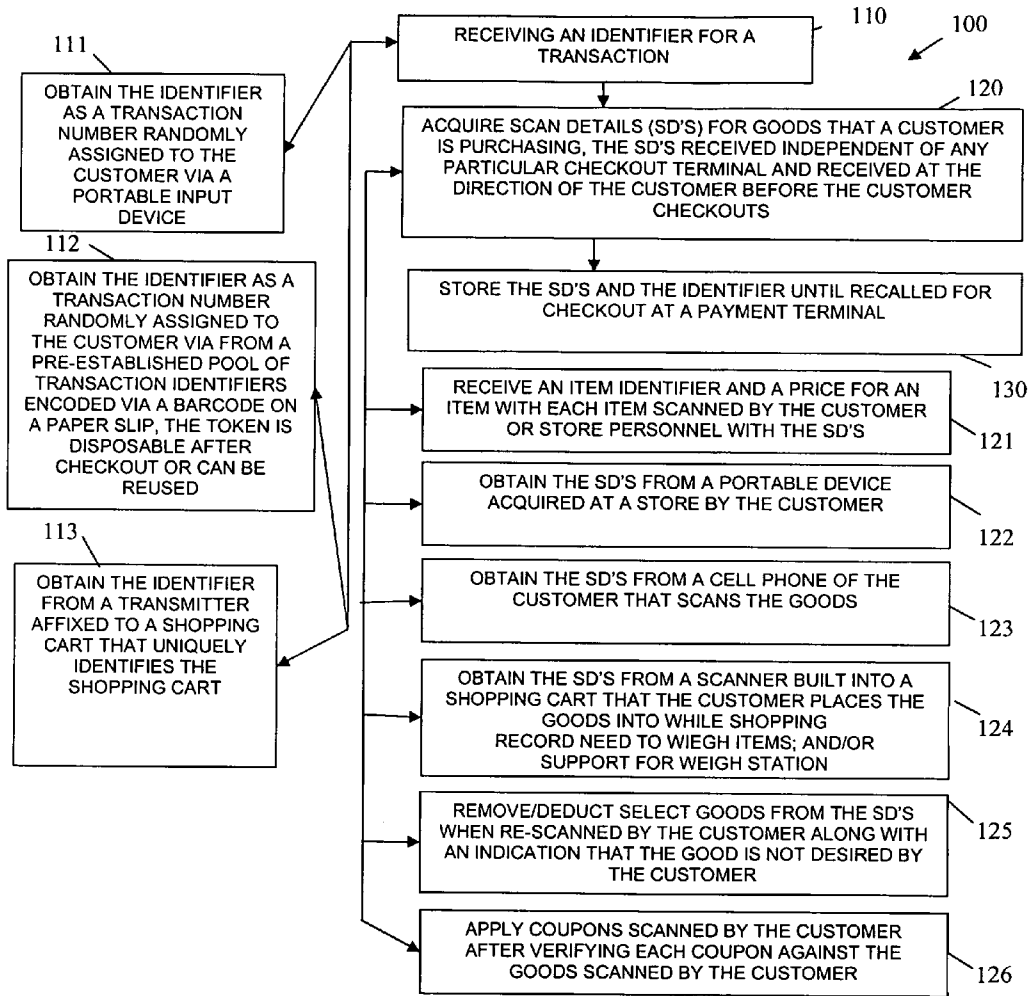 110
100
RECEIVING AN IDENTIFIER FOR A
TRANSACTION
111
OBTAIN THE IDENTIFIER
AS A TRANSACTION
NUMBER RANDOMLY
ASSIGNED TO THE
CUSTOMER VIA A
PORTABLE INPUT
DEVICE
120
ACQUIRE SCAN DETAILS (SD'S) FOR GOODS THAT A CUSTOMER
IS PURCHASING, THE SD'S RECEIVED INDEPENDENT OF ANY
PARTICULAR CHECKOUT TERMINAL AND RECEIVED AT THE
DIRECTION OF THE CUSTOMER BEFORE THE CUSTOMER
CHECKOUTS
112
OBTAIN THE IDENTIFIER AS A
TRANSACTION NUMBER
RANDOMLY ASSIGNED TO
THE CUSTOMER VIA FROM A
PRE-ESTABLISHED POOL OF
TRANSACTION IDENTIFIERS
ENCODED VIA A BARCODE ON
A PAPER SLIP, THE TOKEN IS
DISPOSABLE AFTER
CHECKOUT OR CAN BE
REUSED
STORE THE SD'S AND THE IDENTIFIER UNTIL RECALLED FOR
CHECKOUT AT A PAYMENT TERMINAL
130
RECEIVE AN ITEM IDENTIFIER AND A PRICE FOR AN
ITEM WITH EACH ITEM SCANNED BY THE CUSTOMER
OR STORE PERSONNEL WITH THE SD'S
121
OBTAIN THE SD'S FROM A PORTABLE DEVICE
ACQUIRED AT A STORE BY THE CUSTOMER
122
113
OBTAIN THE IDENTIFIER
FROM A TRANSMITTER
AFFIXED TO A SHOPPING
CART THAT UNIQUELY
IDENTIFIES THE
SHOPPING CART
OBTAIN THE SD'S FROM A CELL PHONE OF THE
CUSTOMER THAT SCANS THE GOODS
123
OBTAIN THE SD'S FROM A SCANNER BUILT INTO A
SHOPPING CART THAT THE CUSTOMER PLACES THE
GOODS INTO WHILE SHOPPING
RECORD NEED TO WIEGH ITEMS; AND/OR
SUPPORT FOR WEIGH STATION
124
REMOVE/DEDUCT SELECT GOODS FROM THE SD'S
WHEN RE-SCANNED BY THE CUSTOMER ALONG WITH
AN INDICATION THAT THE GOOD IS NOT DESIRED BY
THE CUSTOMER
125
APPLY COUPONS SCANNED BY THE CUSTOMER
AFTER VERIFYING EACH COUPON AGAINST THE
GOODS SCANNED BY THE CUSTOMER
126